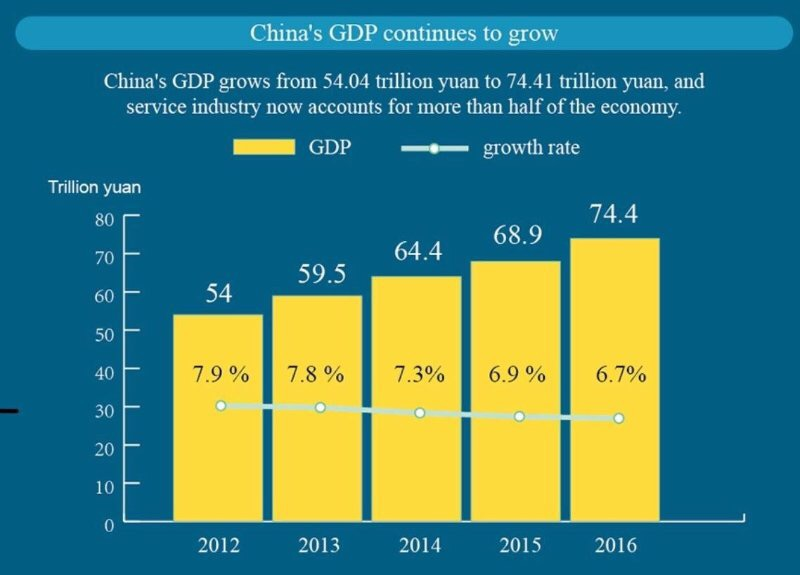 China's GDP continues to grow
China's GDP grows from 54.04 trillion yuan to 74.41 trillion yuan, and
service industry now accounts for more than half of the economy.
GDP growth rate
Trillion yuan
80
70
60
50
40
30
20
10
0
54 59.5 64.4 68.9 74.4
7.9 % 7.8 % 7.3% 6.9 % 6.7%
2012 2013 2014 2015 2016